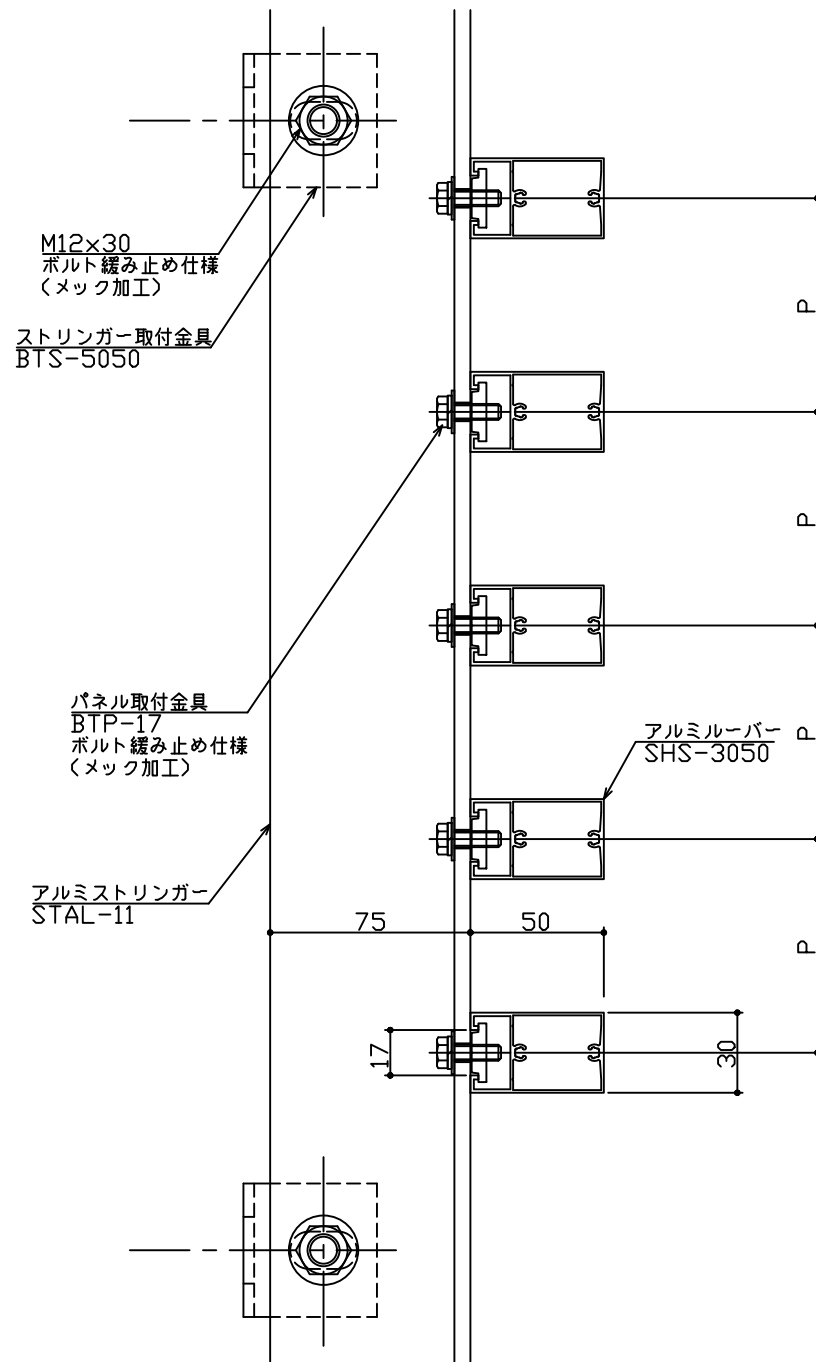 M12×30
ボルト緩み止め仕様
(メック加工)
ストリンガー取付金具
BTS-5050
P
P
パネル取付金具
BTP-17
ボルト緩み止め仕様
(メック加工)
アルミルーバー
SHS-3050
P
アルミストリンガー
STAL-11
75
50
P
17
30